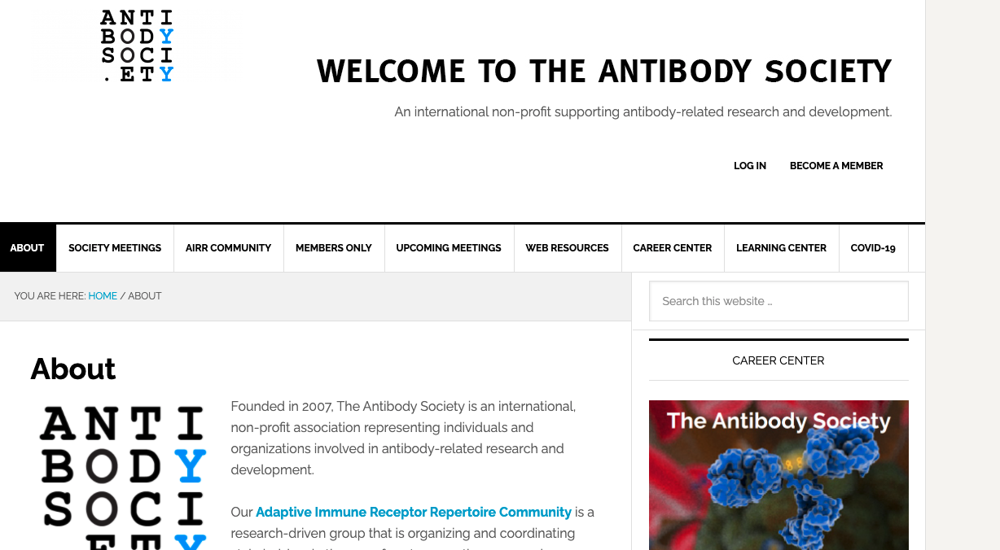 ANTI
BODY
SOCI
.ETY
WELCOME TO THE ANTIBODY SOCIETY
An international non-profit supporting antibody-related research and development.
LOG IN BECOME A MEMBER
ABOUT SOCIETY MEETINGS AIRR COMMUNITY MEMBERS ONLY UPCOMING MEETINGS WEB RESOURCES CAREER CENTER LEARNING CENTER COVID-19
YOU ARE HERE: HOME / ABOUT
Search this website …
About
ANTI
BODY
SOCI
ETY
Founded in 2007, The Antibody Society is an international,
non-profit association representing individuals and
organizations involved in antibody-related research and
development.
Our Adaptive Immune Receptor Repertoire Community is a
research-driven group that is organizing and coordinating
CAREER CENTER
The Antibody Society